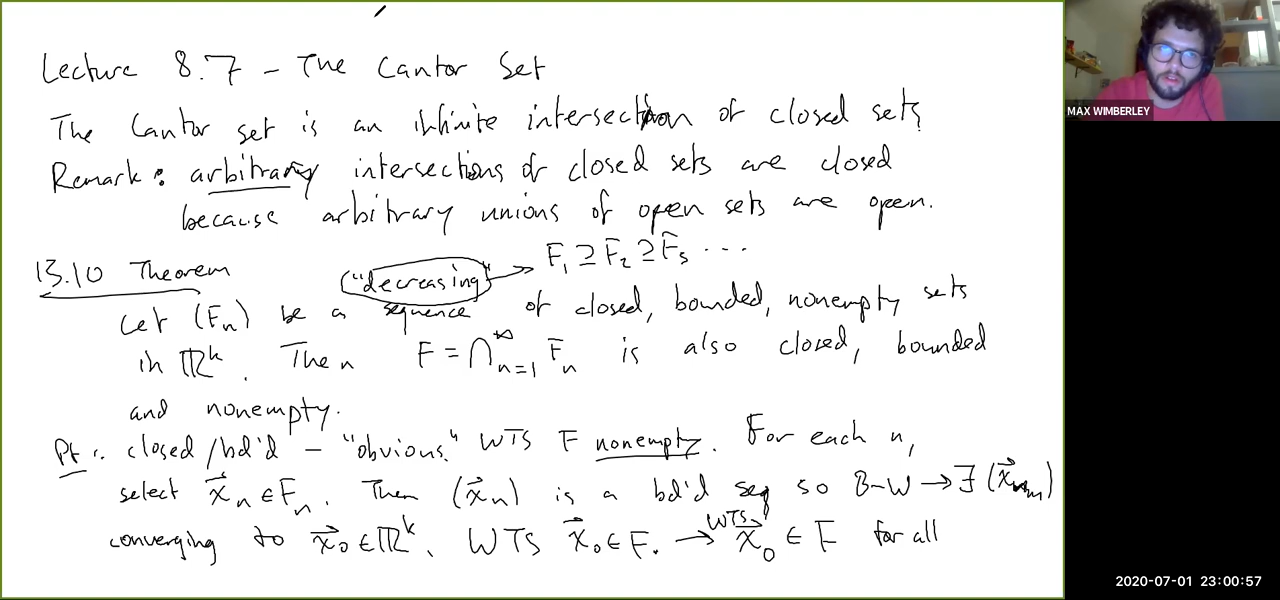 Lecture 8.7 - The Cantor Set
The Cantor set is an infinite intersection of closed sets
Remark: arbitrary intersections of closed sets are closed
because arbitrary unions of open sets are open.
13.10 Theorem ("decreasing" → F₁ ⊇ F₂ ⊇ F₃ ...
Let (Fₙ) be a sequence of closed, bounded, nonempty sets
in ℝᵏ. Then F = ⋂_{n=1}^∞ Fₙ is also closed, bounded
and nonempty.
Pf: closed/bd'd - "obvious" WTS F nonempty. For each n,
select x⃗ₙ ∈ Fₙ. Then (x⃗ₙ) is a bd'd seq so B-W → ∃ (x⃗ₙₘ)
converging to x⃗₀ ∈ ℝᵏ. WTS x⃗₀ ∈ F. → WTS x⃗₀ ∈ F for all
MAX WIMBERLEY
2020-07-01 23:00:57